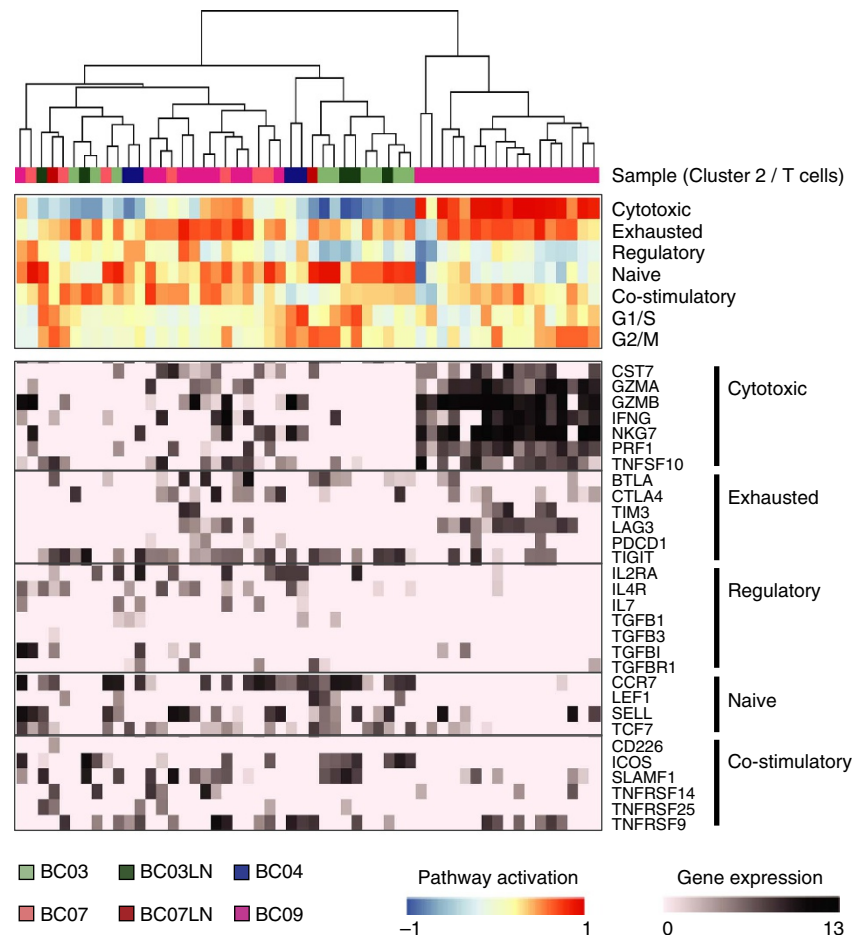 Sample (Cluster 2 / T cells)
Cytotoxic
Exhausted
Regulatory
Naive
Co-stimulatory
G1/S
G2/M
CST7
GZMA
GZMB
IFNG
NKG7
PRF1
TNFSF10
Cytotoxic
BTLA
CTLA4
TIM3
LAG3
PDCD1
TIGIT
Exhausted
IL2RA
IL4R
IL7
TGFB1
TGFB3
TGFBI
TGFBR1
Regulatory
CCR7
LEF1
SELL
TCF7
Naive
CD226
ICOS
SLAMF1
TNFRSF14
TNFRSF25
TNFRSF9
Co-stimulatory
BC03 BC03LN BC04
BC07 BC07LN BC09
Pathway activation
−1 1
Gene expression
0 13